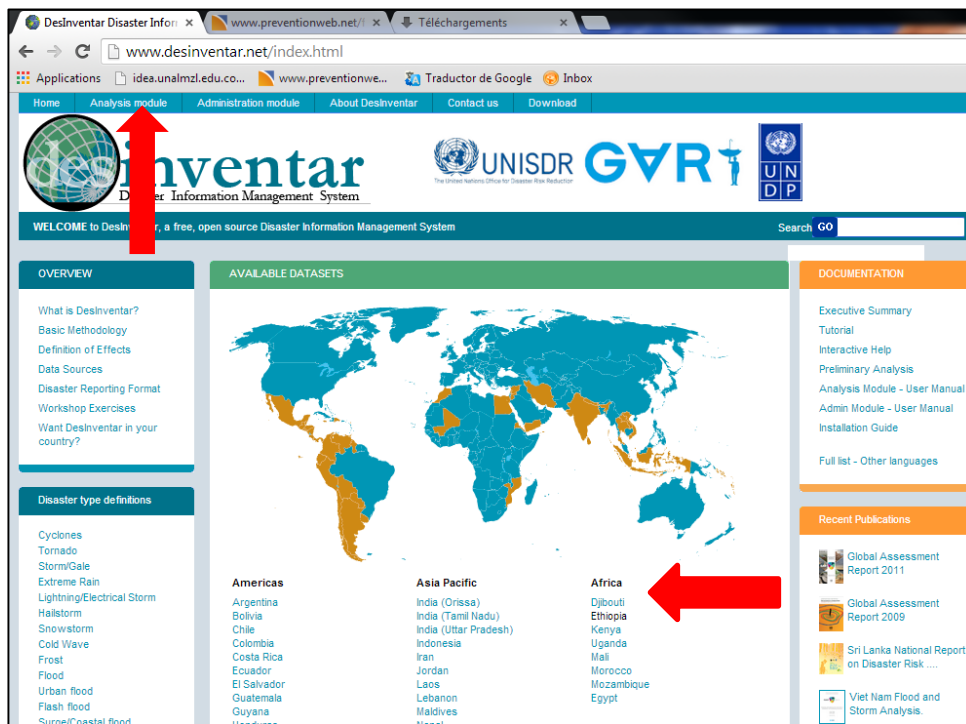 DesInventar Disaster Infor
www.preventionweb.net/
Téléchargements
www.desinventar.net/index.html
Applications
idea.unalmzl.edu.co...
www.preventionwe...
Traductor de Google
Inbox
Home
Analysis module
Administration module
About DesInventar
Contact us
Download
desinventar
Disaster Information Management System
UNISDR
The United Nations Office for Disaster Risk Reduction
GAR
UN
DP
WELCOME to DesInventar, a free, open source Disaster Information Management System
Search
GO
OVERVIEW
What is DesInventar?
Basic Methodology
Definition of Effects
Data Sources
Disaster Reporting Format
Workshop Exercises
Want DesInventar in your
country?
Disaster type definitions
Cyclones
Tornado
Storm/Gale
Extreme Rain
Lightning/Electrical Storm
Hailstorm
Snowstorm
Cold Wave
Frost
Flood
Urban flood
Flash flood
Surge/Coastal flood
AVAILABLE DATASETS
Americas
Argentina
Bolivia
Chile
Colombia
Costa Rica
Ecuador
El Salvador
Guatemala
Guyana
Honduras
Asia Pacific
India (Orissa)
India (Tamil Nadu)
India (Uttar Pradesh)
Indonesia
Iran
Jordan
Laos
Lebanon
Maldives
Nepal
Africa
Djibouti
Ethiopia
Kenya
Uganda
Mali
Morocco
Mozambique
Egypt
DOCUMENTATION
Executive Summary
Tutorial
Interactive Help
Preliminary Analysis
Analysis Module - User Manual
Admin Module - User Manual
Installation Guide
Full list - Other languages
Recent Publications
Global Assessment
Report 2011
Global Assessment
Report 2009
Sri Lanka National Report
on Disaster Risk ....
Viet Nam Flood and
Storm Analysis.